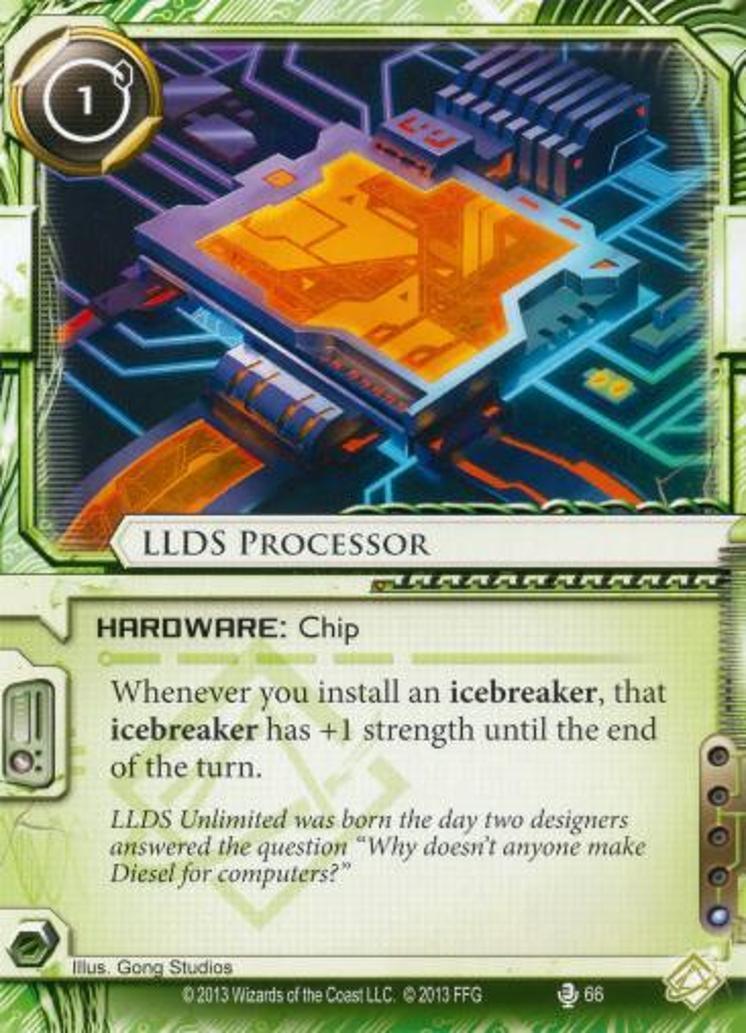 1
LLDS Processor
HARDWARE: Chip
Whenever you install an icebreaker, that
icebreaker has +1 strength until the end
of the turn.
LLDS Unlimited was born the day two designers
answered the question “Why doesn't anyone make
Diesel for computers?”
Illus. Gong Studios
© 2013 Wizards of the Coast LLC. © 2013 FFG 66